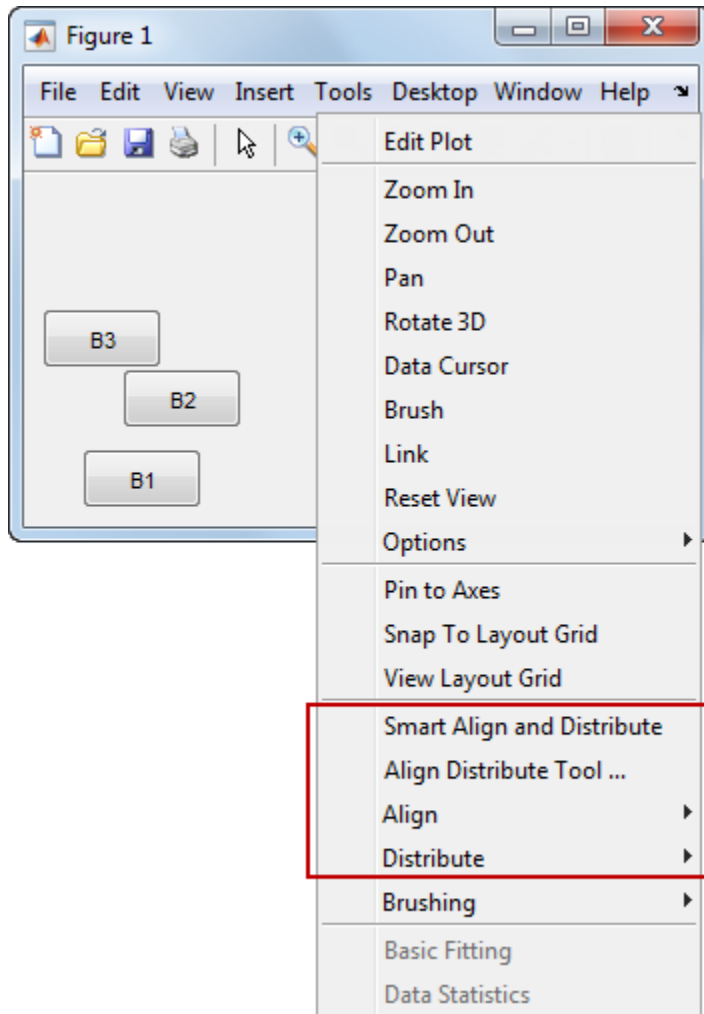 Figure 1
File Edit View Insert Tools Desktop Window Help
Edit Plot
Zoom In
Zoom Out
Pan
Rotate 3D
Data Cursor
Brush
Link
Reset View
Options
Pin to Axes
Snap To Layout Grid
View Layout Grid
Smart Align and Distribute
Align Distribute Tool ...
Align
Distribute
Brushing
Basic Fitting
Data Statistics
B3
B2
B1